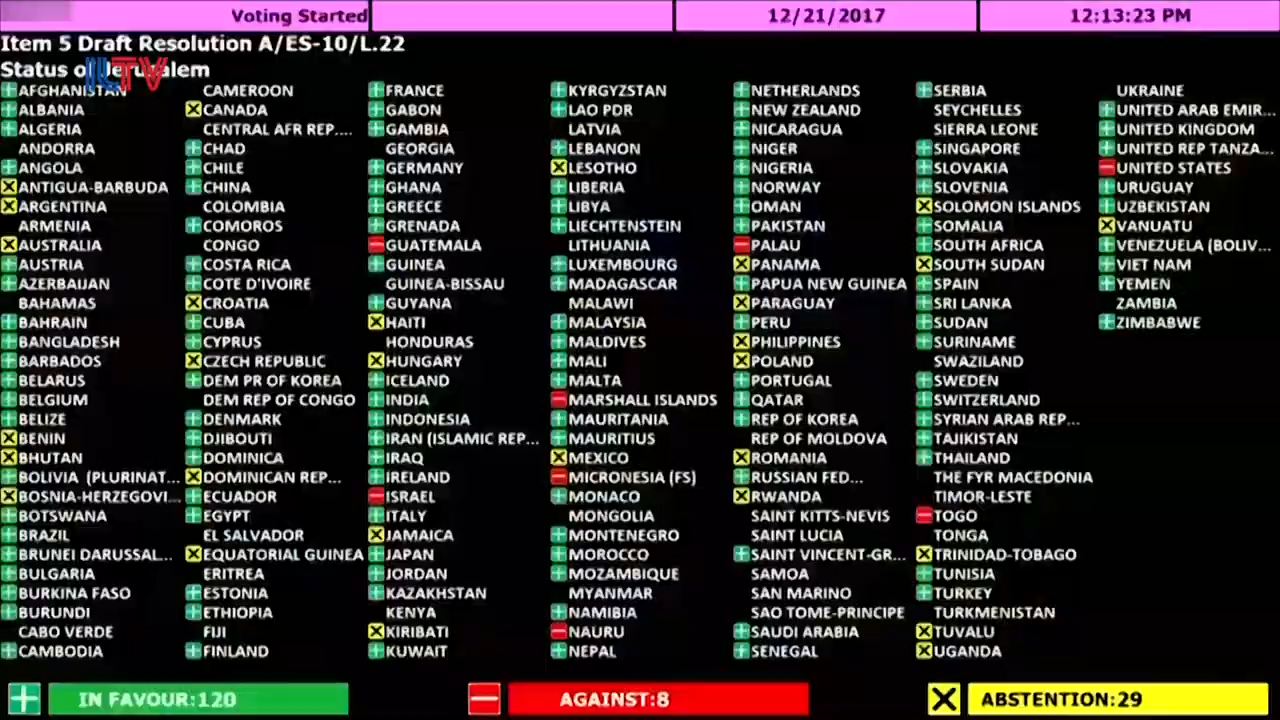 Voting Started
12/21/2017
12:13:23 PM
Item 5 Draft Resolution A/ES-10/L.22
Status of Jerusalem
ILTV
AFGHANISTAN
ALBANIA
ALGERIA
ANDORRA
ANGOLA
ANTIGUA-BARBUDA
ARGENTINA
ARMENIA
AUSTRALIA
AUSTRIA
AZERBAIJAN
BAHAMAS
BAHRAIN
BANGLADESH
BARBADOS
BELARUS
BELGIUM
BELIZE
BENIN
BHUTAN
BOLIVIA (PLURINAT...
BOSNIA-HERZEGOVI...
BOTSWANA
BRAZIL
BRUNEI DARUSSAL...
BULGARIA
BURKINA FASO
BURUNDI
CABO VERDE
CAMBODIA
CAMEROON
CANADA
CENTRAL AFR REP....
CHAD
CHILE
CHINA
COLOMBIA
COMOROS
CONGO
COSTA RICA
COTE D'IVOIRE
CROATIA
CUBA
CYPRUS
CZECH REPUBLIC
DEM PR OF KOREA
DEM REP OF CONGO
DENMARK
DJIBOUTI
DOMINICA
DOMINICAN REP...
ECUADOR
EGYPT
EL SALVADOR
EQUATORIAL GUINEA
ERITREA
ESTONIA
ETHIOPIA
FIJI
FINLAND
FRANCE
GABON
GAMBIA
GEORGIA
GERMANY
GHANA
GREECE
GRENADA
GUATEMALA
GUINEA
GUINEA-BISSAU
GUYANA
HAITI
HONDURAS
HUNGARY
ICELAND
INDIA
INDONESIA
IRAN (ISLAMIC REP...
IRAQ
IRELAND
ISRAEL
ITALY
JAMAICA
JAPAN
JORDAN
KAZAKHSTAN
KENYA
KIRIBATI
KUWAIT
KYRGYZSTAN
LAO PDR
LATVIA
LEBANON
LESOTHO
LIBERIA
LIBYA
LIECHTENSTEIN
LITHUANIA
LUXEMBOURG
MADAGASCAR
MALAWI
MALAYSIA
MALDIVES
MALI
MALTA
MARSHALL ISLANDS
MAURITANIA
MAURITIUS
MEXICO
MICRONESIA (FS)
MONACO
MONGOLIA
MONTENEGRO
MOROCCO
MOZAMBIQUE
MYANMAR
NAMIBIA
NAURU
NEPAL
NETHERLANDS
NEW ZEALAND
NICARAGUA
NIGER
NIGERIA
NORWAY
OMAN
PAKISTAN
PALAU
PANAMA
PAPUA NEW GUINEA
PARAGUAY
PERU
PHILIPPINES
POLAND
PORTUGAL
QATAR
REP OF KOREA
REP OF MOLDOVA
ROMANIA
RUSSIAN FED...
RWANDA
SAINT KITTS-NEVIS
SAINT LUCIA
SAINT VINCENT-GR...
SAMOA
SAN MARINO
SAO TOME-PRINCIPE
SAUDI ARABIA
SENEGAL
SERBIA
SEYCHELLES
SIERRA LEONE
SINGAPORE
SLOVAKIA
SLOVENIA
SOLOMON ISLANDS
SOMALIA
SOUTH AFRICA
SOUTH SUDAN
SPAIN
SRI LANKA
SUDAN
SURINAME
SWAZILAND
SWEDEN
SWITZERLAND
SYRIAN ARAB REP...
TAJIKISTAN
THAILAND
THE FYR MACEDONIA
TIMOR-LESTE
TOGO
TONGA
TRINIDAD-TOBAGO
TUNISIA
TURKEY
TURKMENISTAN
TUVALU
UGANDA
UKRAINE
UNITED ARAB EMIR...
UNITED KINGDOM
UNITED REP TANZA...
UNITED STATES
URUGUAY
UZBEKISTAN
VANUATU
VENEZUELA (BOLIV...
VIET NAM
YEMEN
ZAMBIA
ZIMBABWE
IN FAVOUR:120
AGAINST:8
ABSTENTION:29